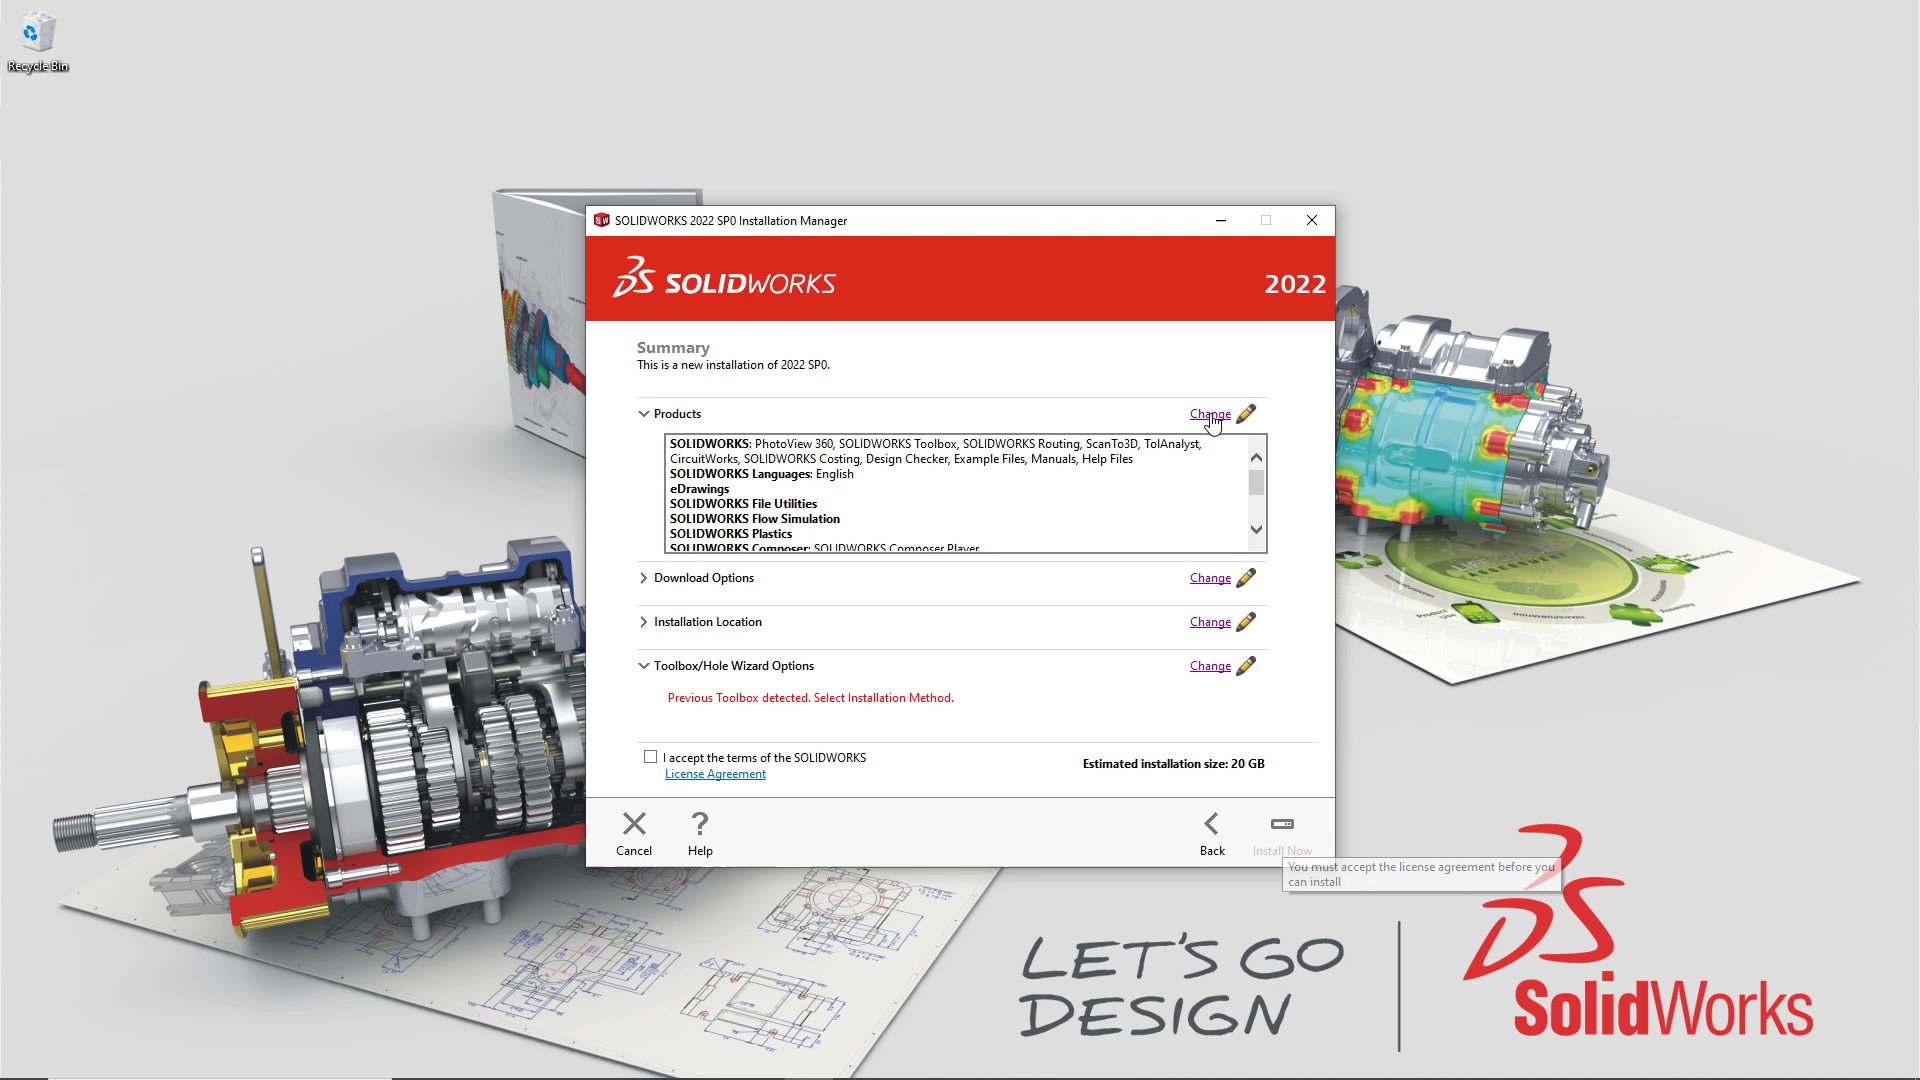 Recycle Bin
SOLIDWORKS 2022 SP0 Installation Manager
SOLIDWORKS
2022
Summary
This is a new installation of 2022 SP0.
Products
Change
SOLIDWORKS: PhotoView 360, SOLIDWORKS Toolbox, SOLIDWORKS Routing, ScanTo3D, TolAnalyst,
CircuitWorks, SOLIDWORKS Costing, Design Checker, Example Files, Manuals, Help Files
SOLIDWORKS Languages: English
eDrawings
SOLIDWORKS File Utilities
SOLIDWORKS Flow Simulation
SOLIDWORKS Plastics
SOLIDWORKS Composer: SOLIDWORKS Composer Player
Download Options
Change
Installation Location
Change
Toolbox/Hole Wizard Options
Change
Previous Toolbox detected. Select Installation Method.
I accept the terms of the SOLIDWORKS
License Agreement
Estimated installation size: 20 GB
Cancel
Help
Back
Install Now
You must accept the license agreement before you
can install
Assembly
Product
Use
LET'S GO
DESIGN
SolidWorks